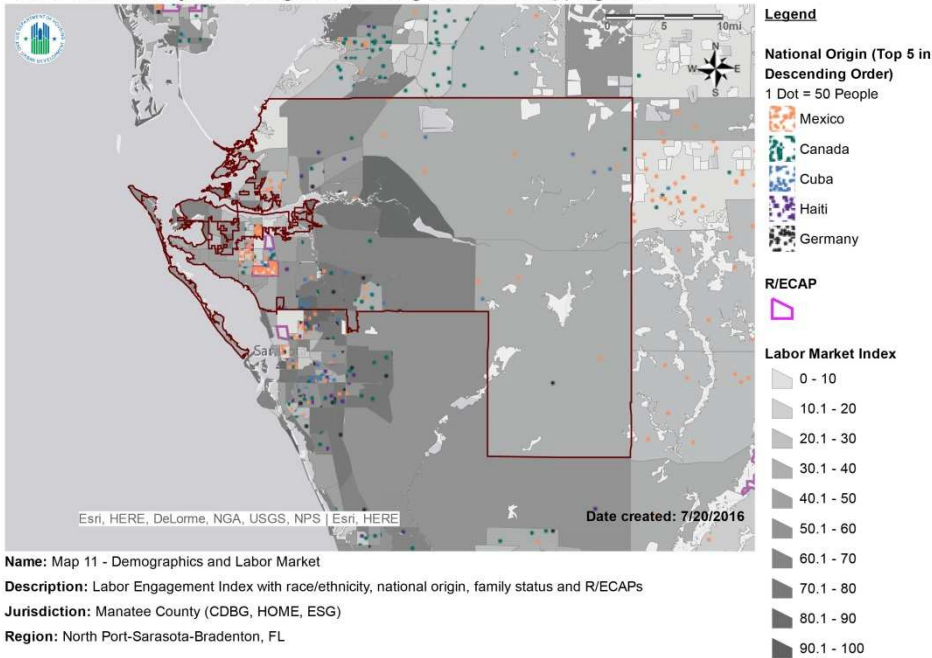 0 5 10mi
N
W E
S
Sar
Esri, HERE, DeLorme, NGA, USGS, NPS | Esri, HERE
Date created: 7/20/2016
Name: Map 11 - Demographics and Labor Market
Description: Labor Engagement Index with race/ethnicity, national origin, family status and R/ECAPs
Jurisdiction: Manatee County (CDBG, HOME, ESG)
Region: North Port-Sarasota-Bradenton, FL
Legend
National Origin (Top 5 in
Descending Order)
1 Dot = 50 People
Mexico
Canada
Cuba
Haiti
Germany
R/ECAP
Labor Market Index
0 - 10
10.1 - 20
20.1 - 30
30.1 - 40
40.1 - 50
50.1 - 60
60.1 - 70
70.1 - 80
80.1 - 90
90.1 - 100